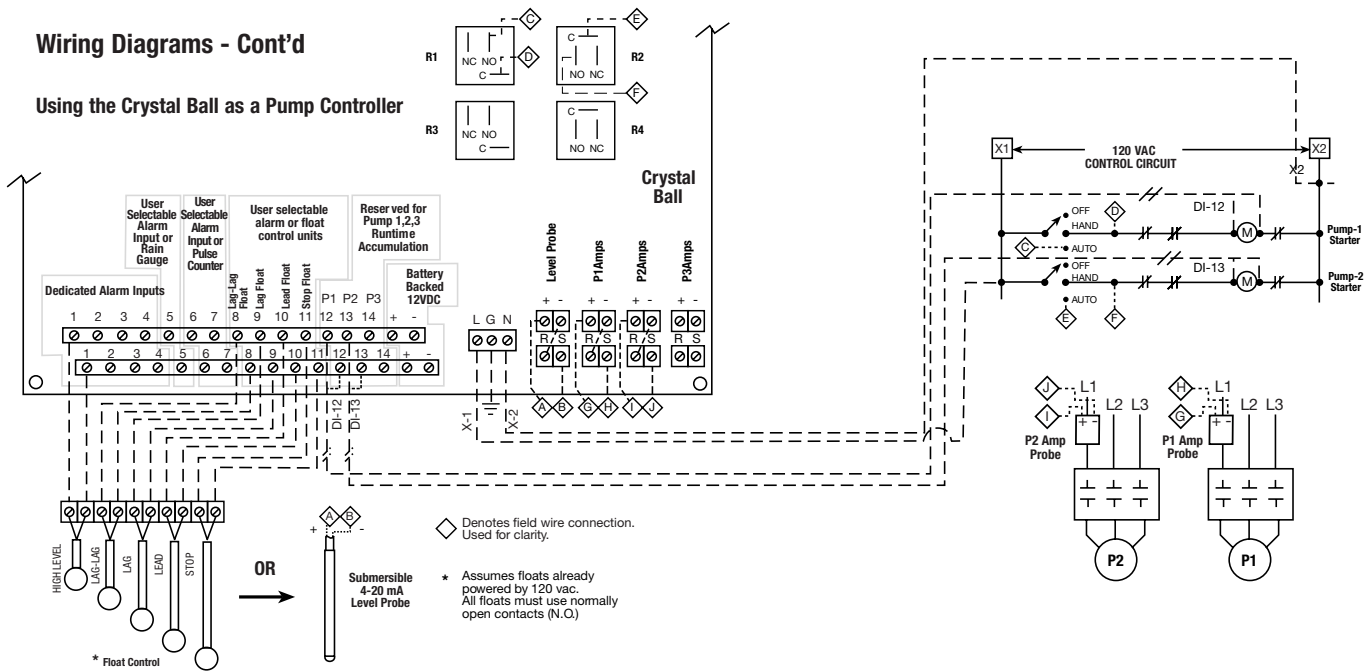 Wiring Diagrams - Cont'd
Using the Crystal Ball as a Pump Controller
R1
NC NO
C
C
D
R2
C
NO NC
E
F
R3
NC NO
C
R4
C
NO NC
Crystal
Ball
Dedicated Alarm Inputs
User
Selectable
Alarm
Input or
Rain
Gauge
User
Selectable
Alarm
Input or
Pulse
Counter
User selectable
alarm or float
control units
Reserved for
Pump 1,2,3
Runtime
Accumulation
Battery
Backed
12VDC
Lag-Lag
Float
Lag Float
Lead Float
Stop Float
P1 P2 P3
1 2 3 4 5 6 7 8 9 10 11 12 13 14 + -
1 2 3 4 5 6 7 8 9 10 11 12 13 14 + -
DI-12
DI-13
L G N
X-1
X-2
Level Probe
P1Amps
P2Amps
P3Amps
+ - + - + - + -
R S R S R S R S
A B G H I J
X1
120 VAC
CONTROL CIRCUIT
X2
X2
OFF
HAND
AUTO
C
D
DI-12
M
Pump-1
Starter
OFF
HAND
AUTO
E
F
DI-13
M
Pump-2
Starter
J
I
L1
L2 L3
+ -
P2 Amp
Probe
P2
H
G
L1
L2 L3
+ -
P1 Amp
Probe
P1
HIGH LEVEL
LAG-LAG
LAG
LEAD
STOP
* Float Control
OR
A B
+ -
Submersible
4-20 mA
Level Probe
Denotes field wire connection.
Used for clarity.
* Assumes floats already
powered by 120 vac.
All floats must use normally
open contacts (N.O.)